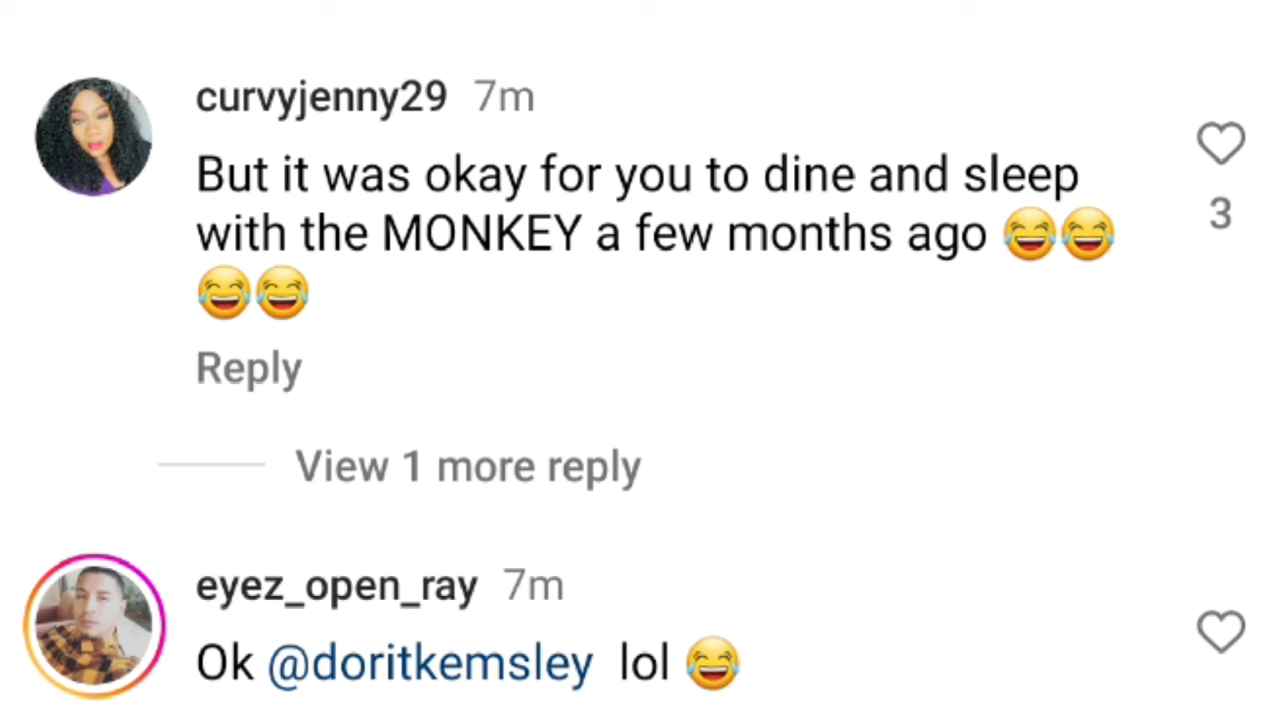 curvyjenny29 7m
But it was okay for you to dine and sleep
with the MONKEY a few months ago 😂😂
😂😂
3
Reply
View 1 more reply
eyez_open_ray 7m
Ok @doritkemsley lol 😂